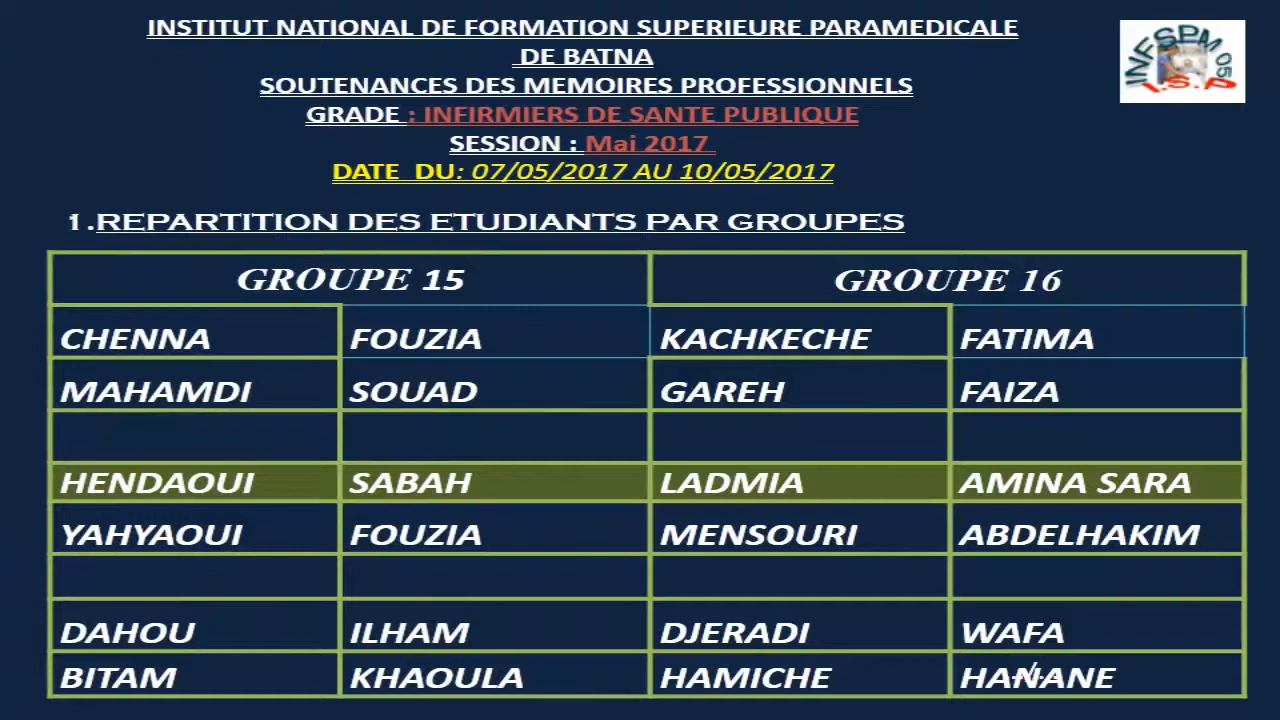 INSTITUT NATIONAL DE FORMATION SUPERIEURE PARAMEDICALE
DE BATNA
SOUTENANCES DES MEMOIRES PROFESSIONNELS
GRADE : INFIRMIERS DE SANTE PUBLIQUE
SESSION : Mai 2017
DATE DU: 07/05/2017 AU 10/05/2017
INFSPM 05
I.S.P
1.REPARTITION DES ETUDIANTS PAR GROUPES
GROUPE 15 GROUPE 16
CHENNA FOUZIA KACHKECHE FATIMA
MAHAMDI SOUAD GAREH FAIZA
HENDAOUI SABAH LADMIA AMINA SARA
YAHYAOUI FOUZIA MENSOURI ABDELHAKIM
DAHOU ILHAM DJERADI WAFA
BITAM KHAOULA HAMICHE HANANE